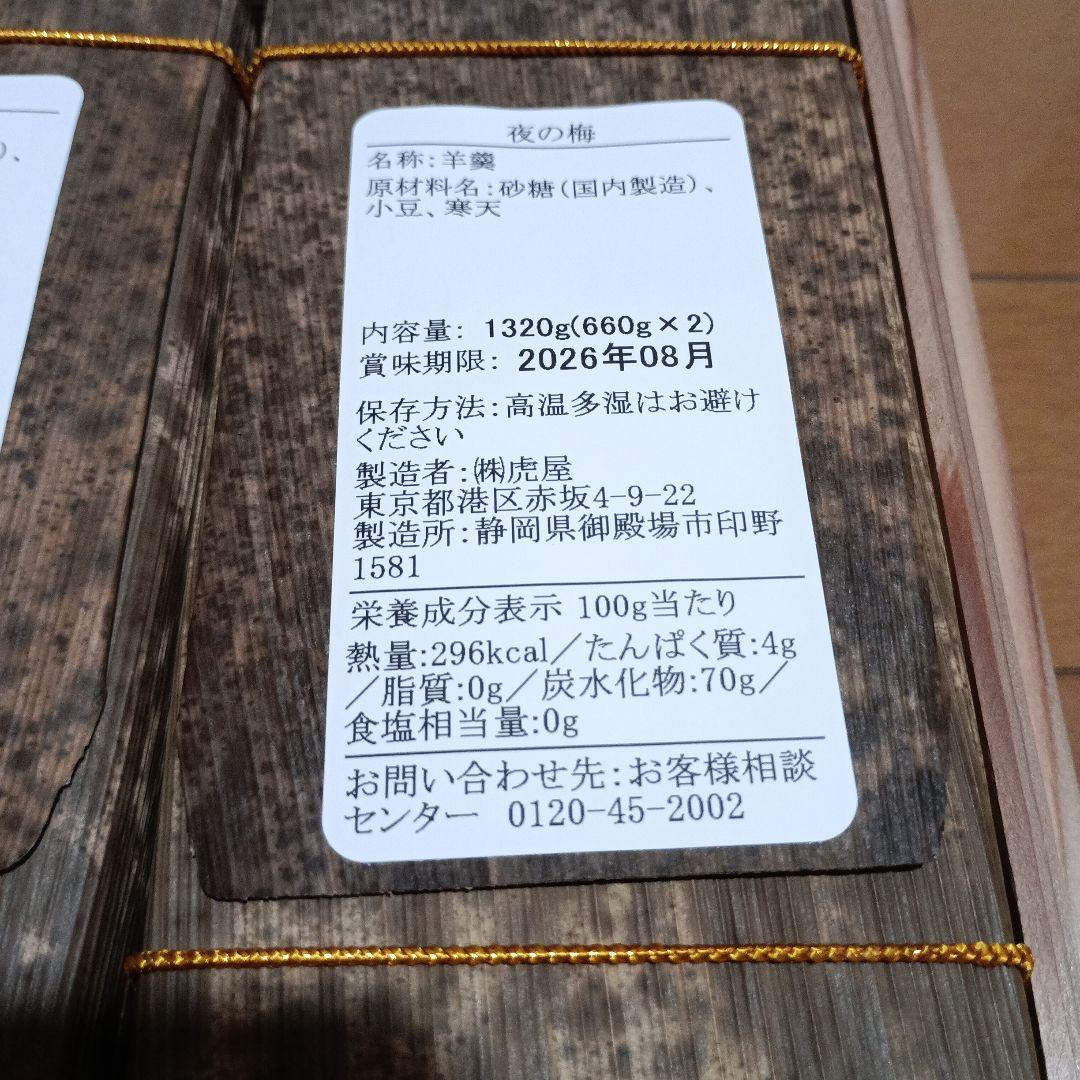 夜の梅
名称:羊羹
原材料名:砂糖(国内製造)、
小豆、寒天
内容量: 1320g(660g×2)
賞味期限: 2026年08月
保存方法:高温多湿はお避け
ください
製造者:㈱虎屋
東京都港区赤坂4-9-22
製造所:静岡県御殿場市印野
1581
栄養成分表示 100g当たり
熱量:296kcal/たんぱく質:4g
/脂質:0g/炭水化物:70g/
食塩相当量:0g
お問い合わせ先:お客様相談
センター 0120-45-2002